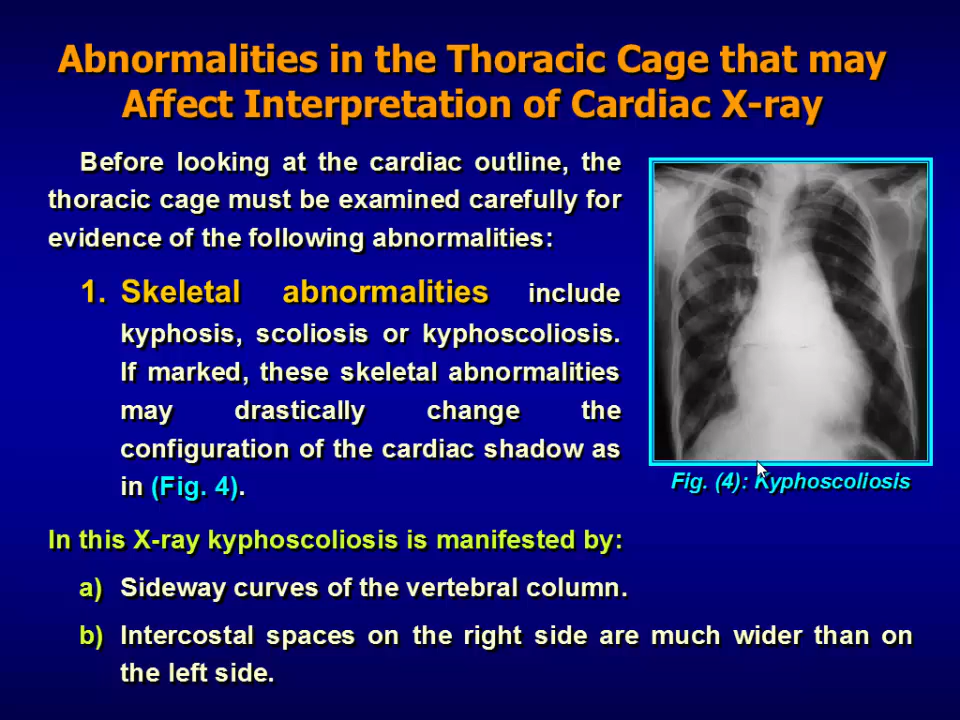 Abnormalities in the Thoracic Cage that may
Affect Interpretation of Cardiac X-ray
Before looking at the cardiac outline, the
thoracic cage must be examined carefully for
evidence of the following abnormalities:
1. Skeletal abnormalities include
kyphosis, scoliosis or kyphoscoliosis.
If marked, these skeletal abnormalities
may drastically change the
configuration of the cardiac shadow as
in (Fig. 4).
Fig. (4): Kyphoscoliosis
In this X-ray kyphoscoliosis is manifested by:
a) Sideway curves of the vertebral column.
b) Intercostal spaces on the right side are much wider than on
the left side.